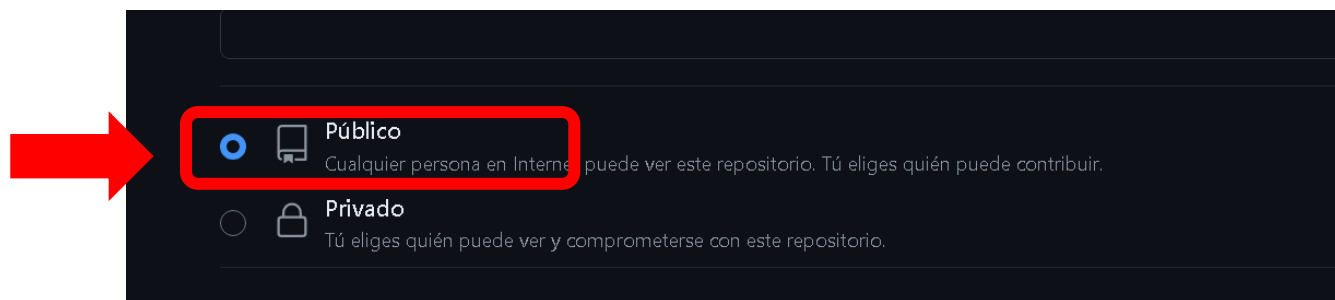 Público
Cualquier persona en Internet puede ver este repositorio. Tú eliges quién puede contribuir.
Privado
Tú eliges quién puede ver y comprometerse con este repositorio.